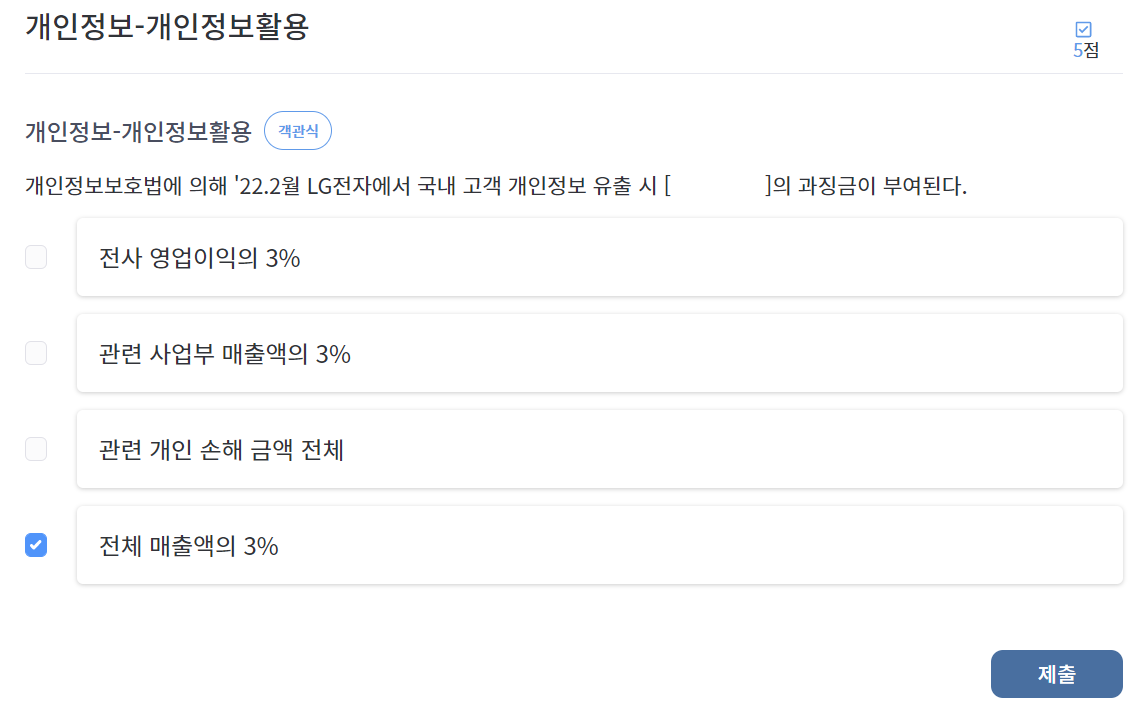 개인정보-개인정보활용
5점
개인정보-개인정보활용 객관식
개인정보보호법에 의해 '22.2월 LG전자에서 국내 고객 개인정보 유출 시 [ ]의 과징금이 부여된다.
전사 영업이익의 3%
관련 사업부 매출액의 3%
관련 개인 손해 금액 전체
전체 매출액의 3%
제출